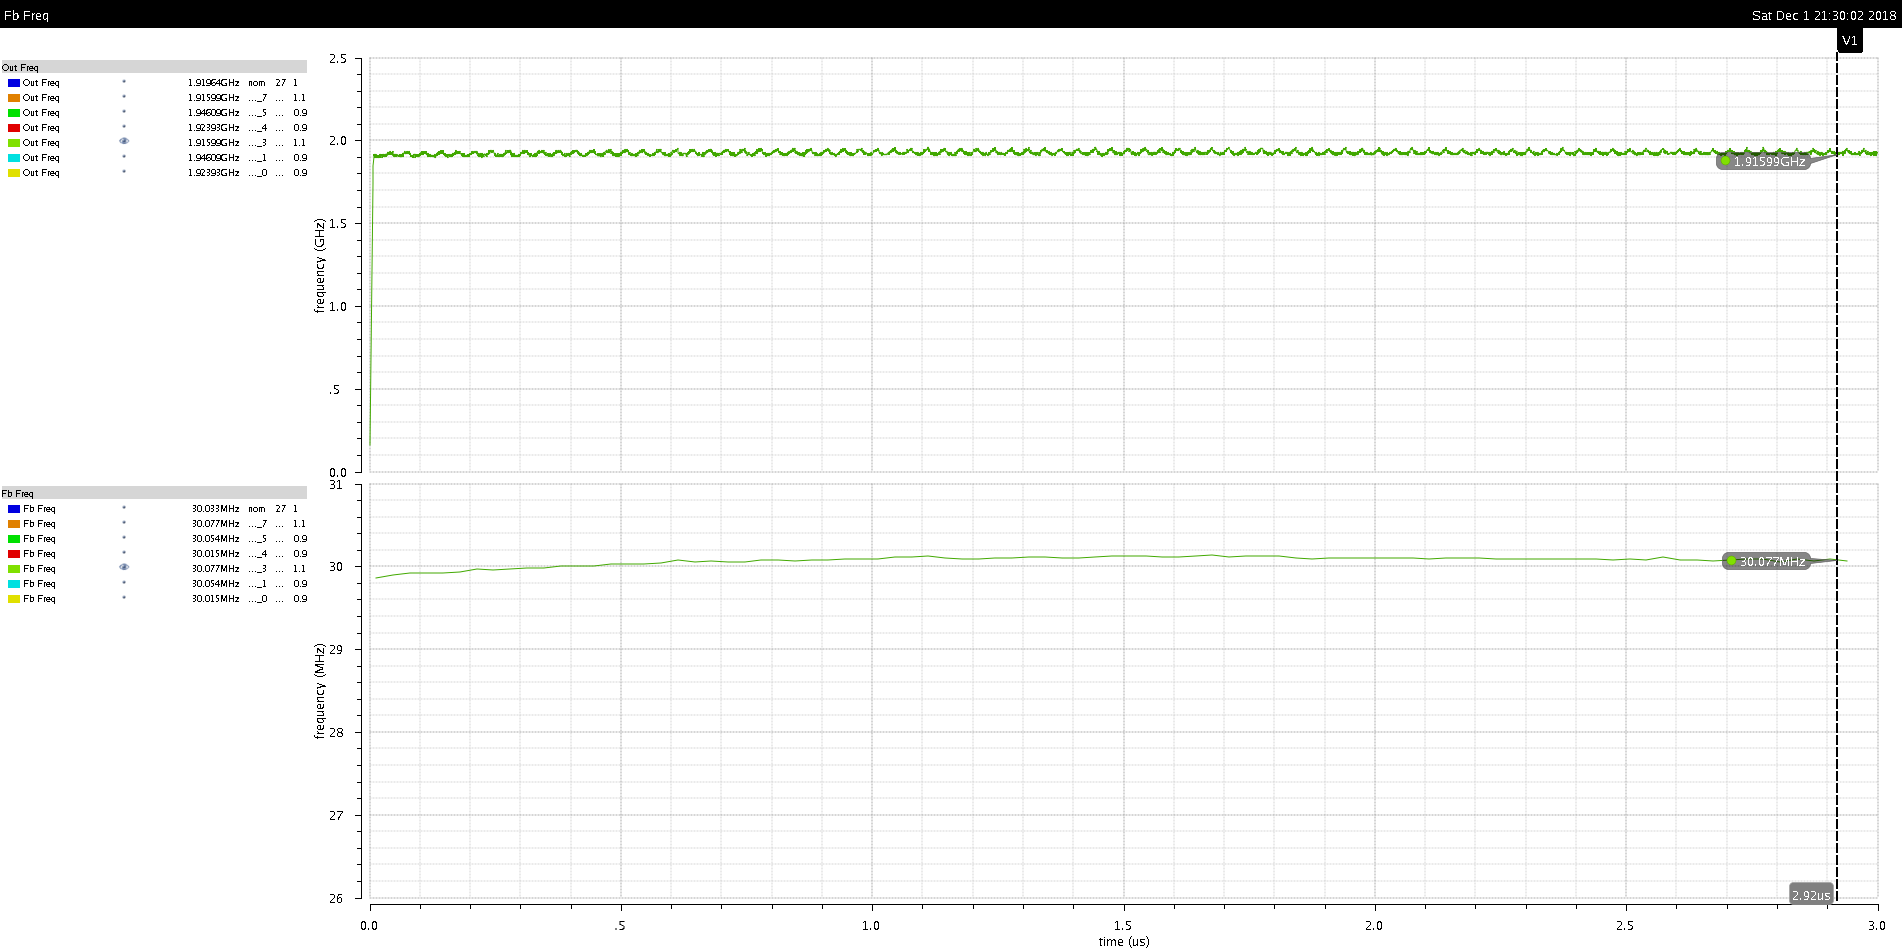 Fb Freq
Sat Dec 1 21:30:02 2018
V1
Out Freq
Out Freq 1.91964GHz nom 27 1
Out Freq 1.91599GHz ..._7 ... 1.1
Out Freq 1.94609GHz ..._5 ... 0.9
Out Freq 1.92393GHz ..._4 ... 0.9
Out Freq 1.91599GHz ..._3 ... 1.1
Out Freq 1.94609GHz ..._1 ... 0.9
Out Freq 1.92393GHz ..._0 ... 0.9
2.5
2.0
1.5
1.0
.5
0.0
frequency (GHz)
1.91599GHz
Fb Freq
Fb Freq 30.033MHz nom 27 1
Fb Freq 30.077MHz ..._7 ... 1.1
Fb Freq 30.054MHz ..._5 ... 0.9
Fb Freq 30.015MHz ..._4 ... 0.9
Fb Freq 30.077MHz ..._3 ... 1.1
Fb Freq 30.054MHz ..._1 ... 0.9
Fb Freq 30.015MHz ..._0 ... 0.9
31
30
29
28
27
26
frequency (MHz)
30.077MHz
2.92us
0.0 .5 1.0 1.5 2.0 2.5 3.0
time (us)